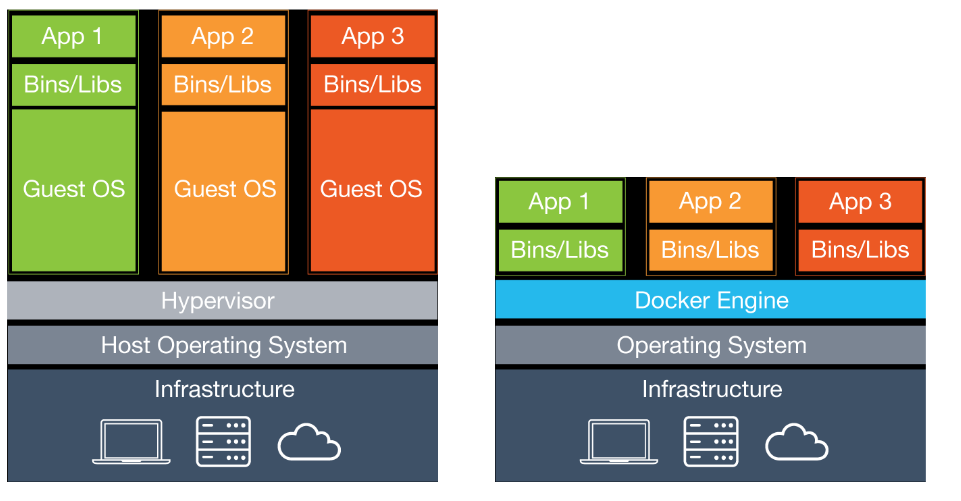 App 1
App 2
App 3
Bins/Libs
Bins/Libs
Bins/Libs
Guest OS
Guest OS
Guest OS
Hypervisor
Host Operating System
Infrastructure
App 1
App 2
App 3
Bins/Libs
Bins/Libs
Bins/Libs
Docker Engine
Operating System
Infrastructure